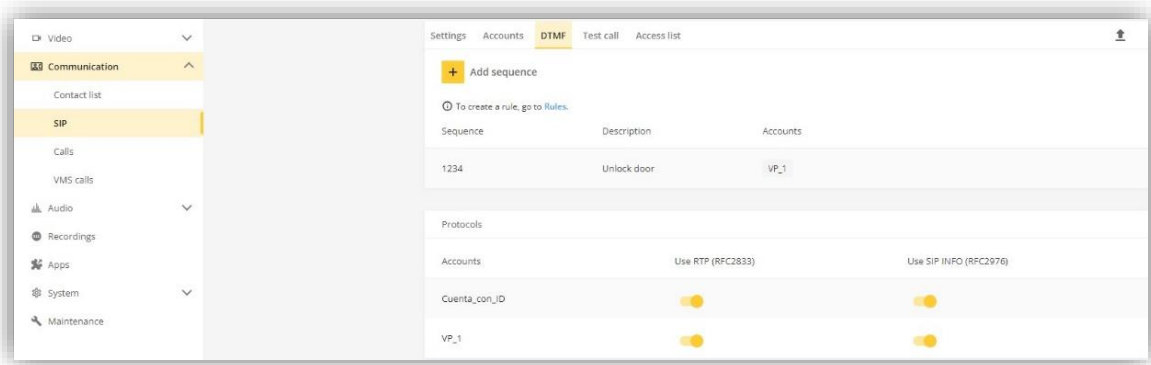 Video
Communication
Contact list
SIP
Calls
VMS calls
Audio
Recordings
Apps
System
Maintenance
Settings Accounts DTMF Test call Access list
+ Add sequence
To create a rule, go to Rules.
Sequence Description Accounts
1234 Unlock door VP_1
Protocols
Accounts Use RTP (RFC2833) Use SIP INFO (RFC2976)
Cuenta_con_ID
VP_1